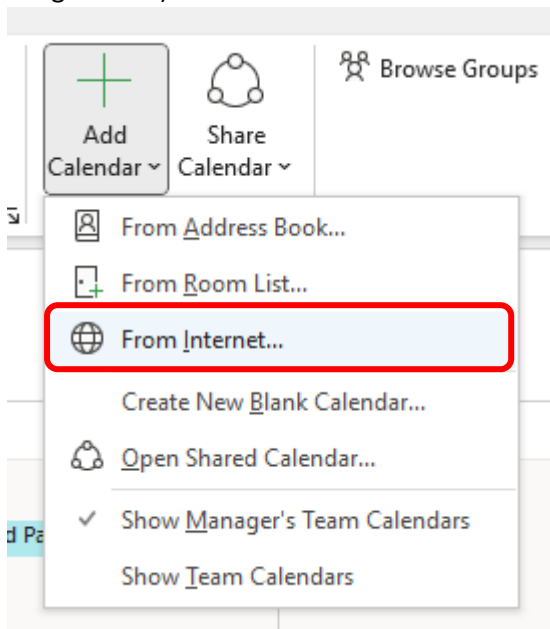 Browse Groups
Add
Calendar
Share
Calendar
From Address Book...
From Room List...
From Internet...
Create New Blank Calendar...
Open Shared Calendar...
Show Manager's Team Calendars
d Pa
Show Team Calendars